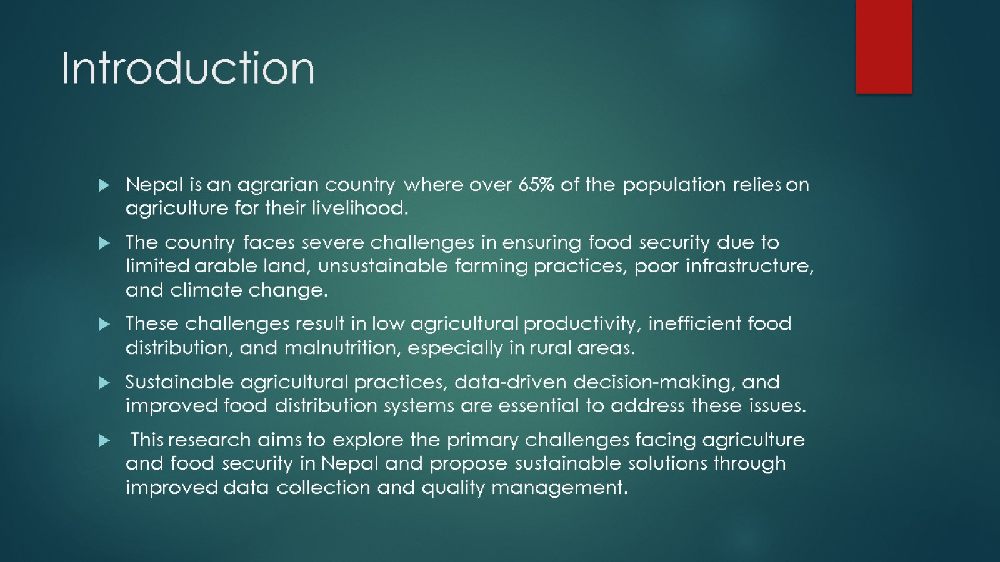 Introduction
Nepal is an agrarian country where over 65% of the population relies on
agriculture for their livelihood.
The country faces severe challenges in ensuring food security due to
limited arable land, unsustainable farming practices, poor infrastructure,
and climate change.
These challenges result in low agricultural productivity, inefficient food
distribution, and malnutrition, especially in rural areas.
Sustainable agricultural practices, data-driven decision-making, and
improved food distribution systems are essential to address these issues.
This research aims to explore the primary challenges facing agriculture
and food security in Nepal and propose sustainable solutions through
improved data collection and quality management.